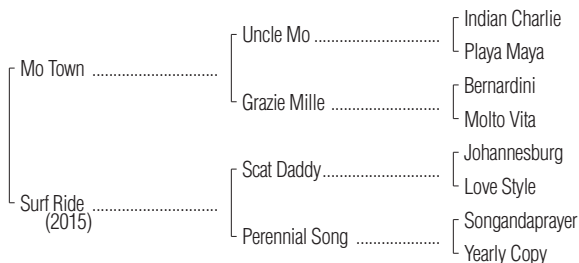 Indian Charlie
Uncle Mo
Playa Maya
Mo Town
Bernardini
Grazie Mille
Molto Vita
Johannesburg
Scat Daddy
Love Style
Surf Ride
(2015)
Songandaprayer
Perennial Song
Yearly Copy